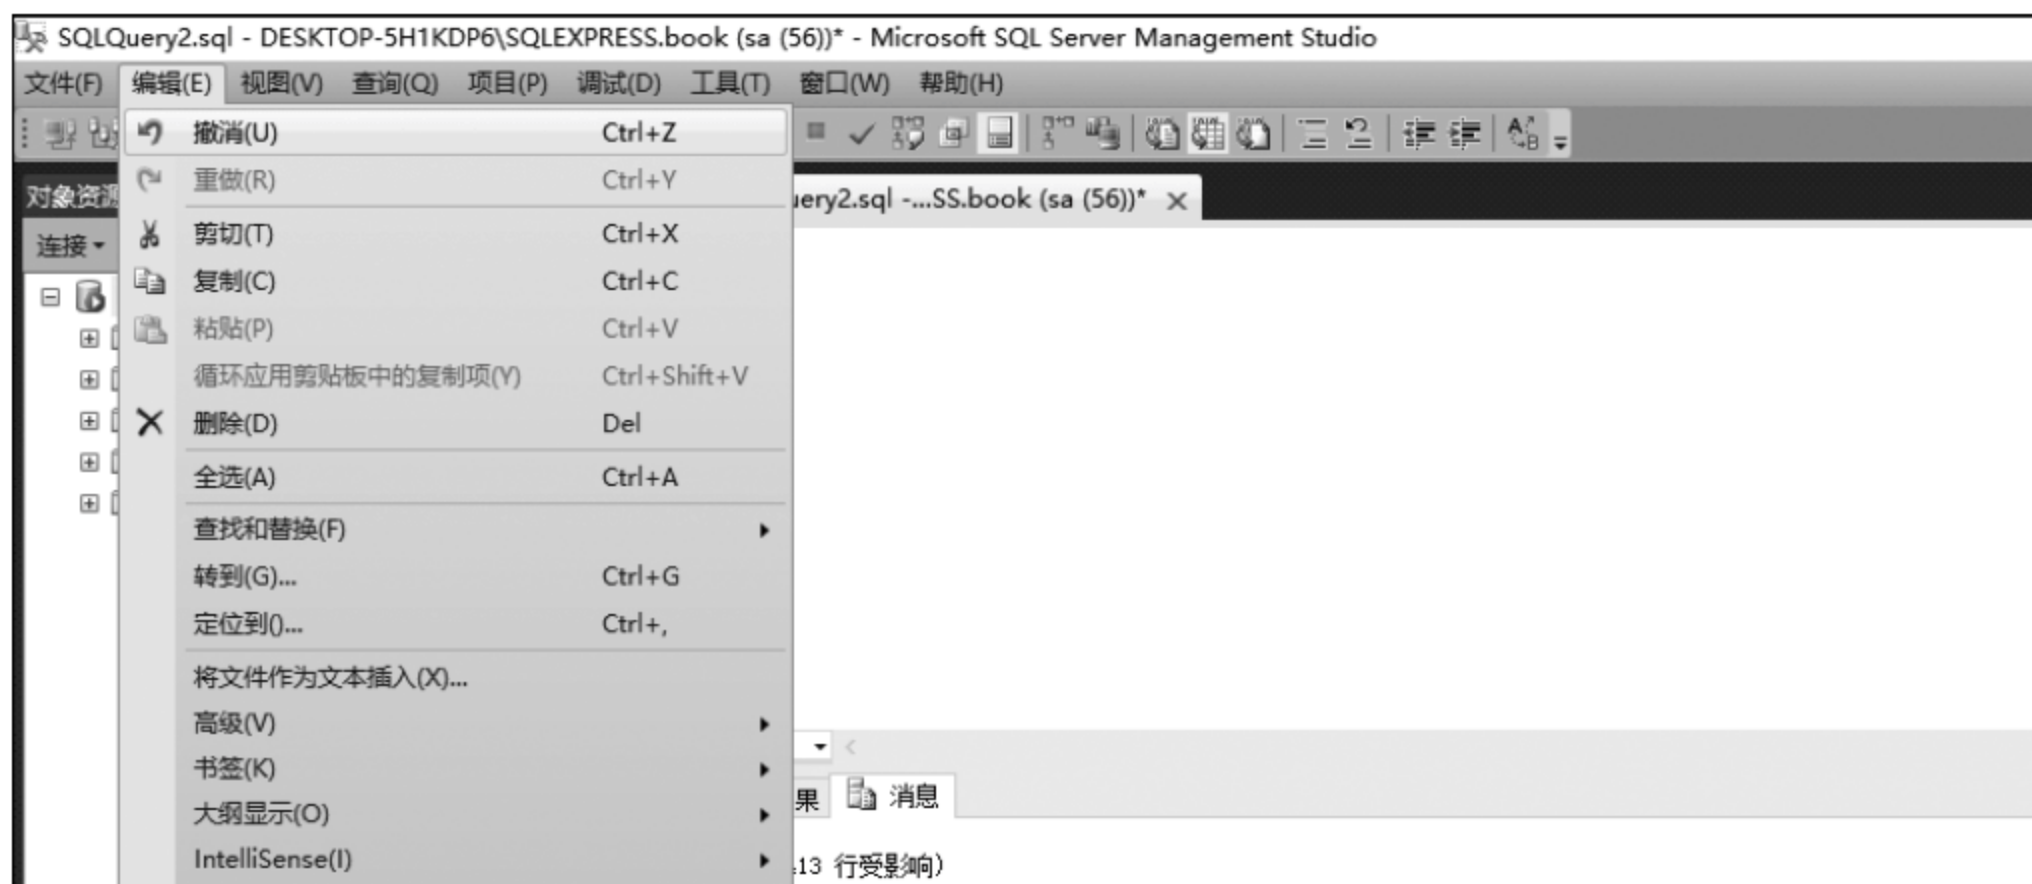 SQLQuery2.sql - DESKTOP-5H1KDP6\SQLEXPRESS.book (sa (56))* - Microsoft SQL Server Management Studio
文件(F) 编辑(E) 视图(V) 查询(Q) 项目(P) 调试(D) 工具(T) 窗口(W) 帮助(H)
撤消(U) Ctrl+Z
重做(R) Ctrl+Y
对象资源
uery2.sql -...SS.book (sa (56))*
剪切(T) Ctrl+X
连接
复制(C) Ctrl+C
粘贴(P) Ctrl+V
循环应用剪贴板中的复制项(Y) Ctrl+Shift+V
删除(D) Del
全选(A) Ctrl+A
查找和替换(F)
转到(G)... Ctrl+G
定位到()... Ctrl+,
将文件作为文本插入(X)...
高级(V)
书签(K)
大纲显示(O)
果 消息
IntelliSense(I)
13 行受影响)